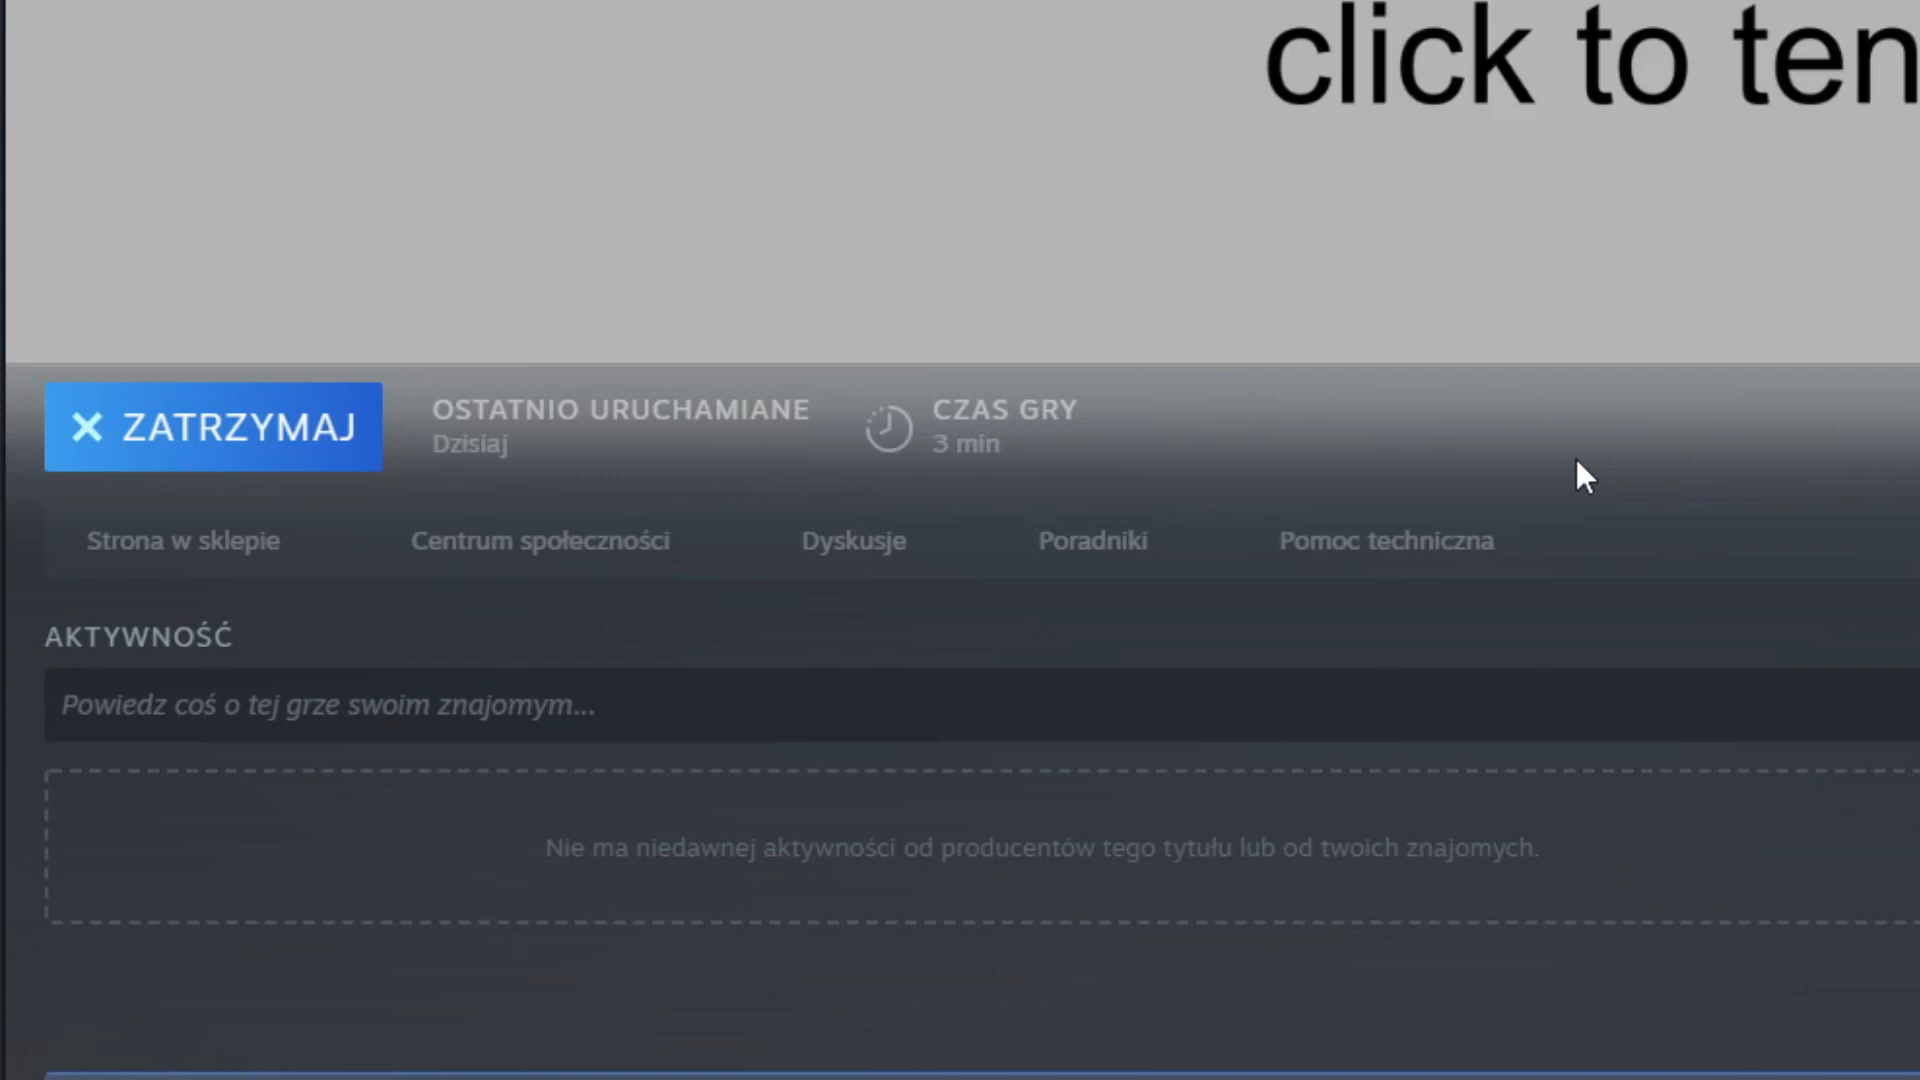 click to ten
ZATRZYMAJ
OSTATNIO URUCHAMIANE
Dzisiaj
CZAS GRY
3 min
Strona w sklepie
Centrum społeczności
Dyskusje
Poradniki
Pomoc techniczna
AKTYWNOŚĆ
Powiedz coś o tej grze swoim znajomym...
Nie ma niedawnej aktywności od producentów tego tytułu lub od twoich znajomych.